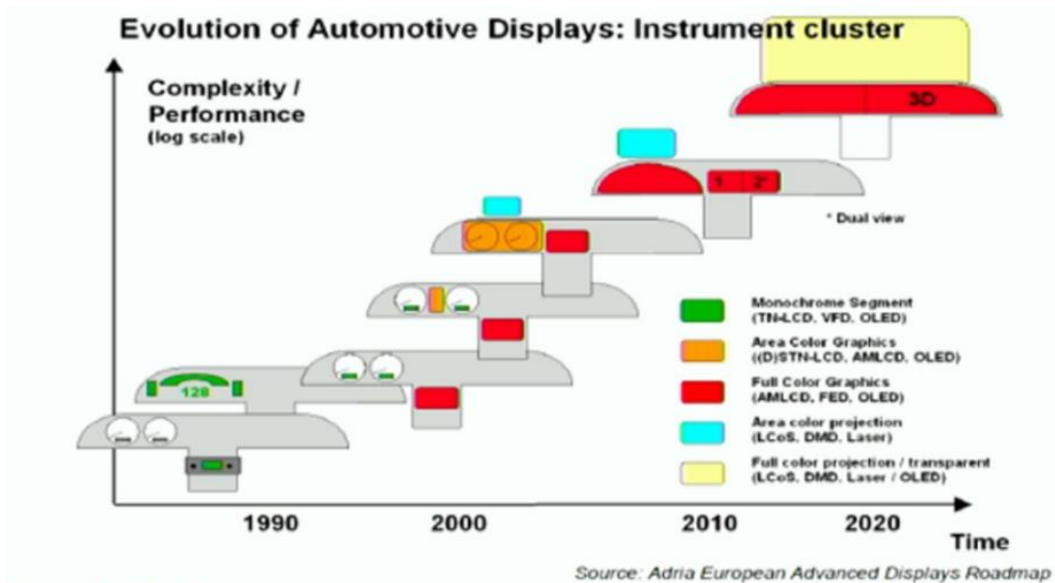 Evolution of Automotive Displays: Instrument cluster
Complexity /
Performance
(log scale)
3D
1 2*
* Dual view
128
Monochrome Segment
(TN-LCD, VFD, OLED)
Area Color Graphics
((D)STN-LCD, AMLCD, OLED)
Full Color Graphics
(AMLCD, FED, OLED)
Area color projection
(LCoS, DMD, Laser)
Full color projection / transparent
(LCoS, DMD, Laser / OLED)
1990 2000 2010 2020
Time
Source: Adria European Advanced Displays Roadmap